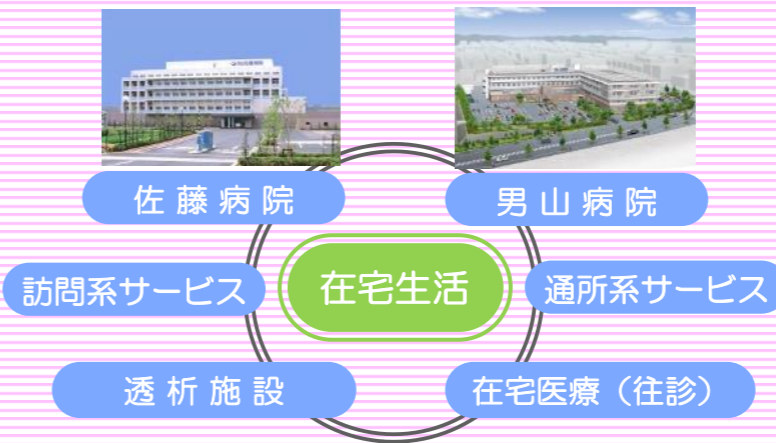 佐藤病院
男山病院
訪問系サービス
在宅生活
通所系サービス
透析施設
在宅医療（往診）